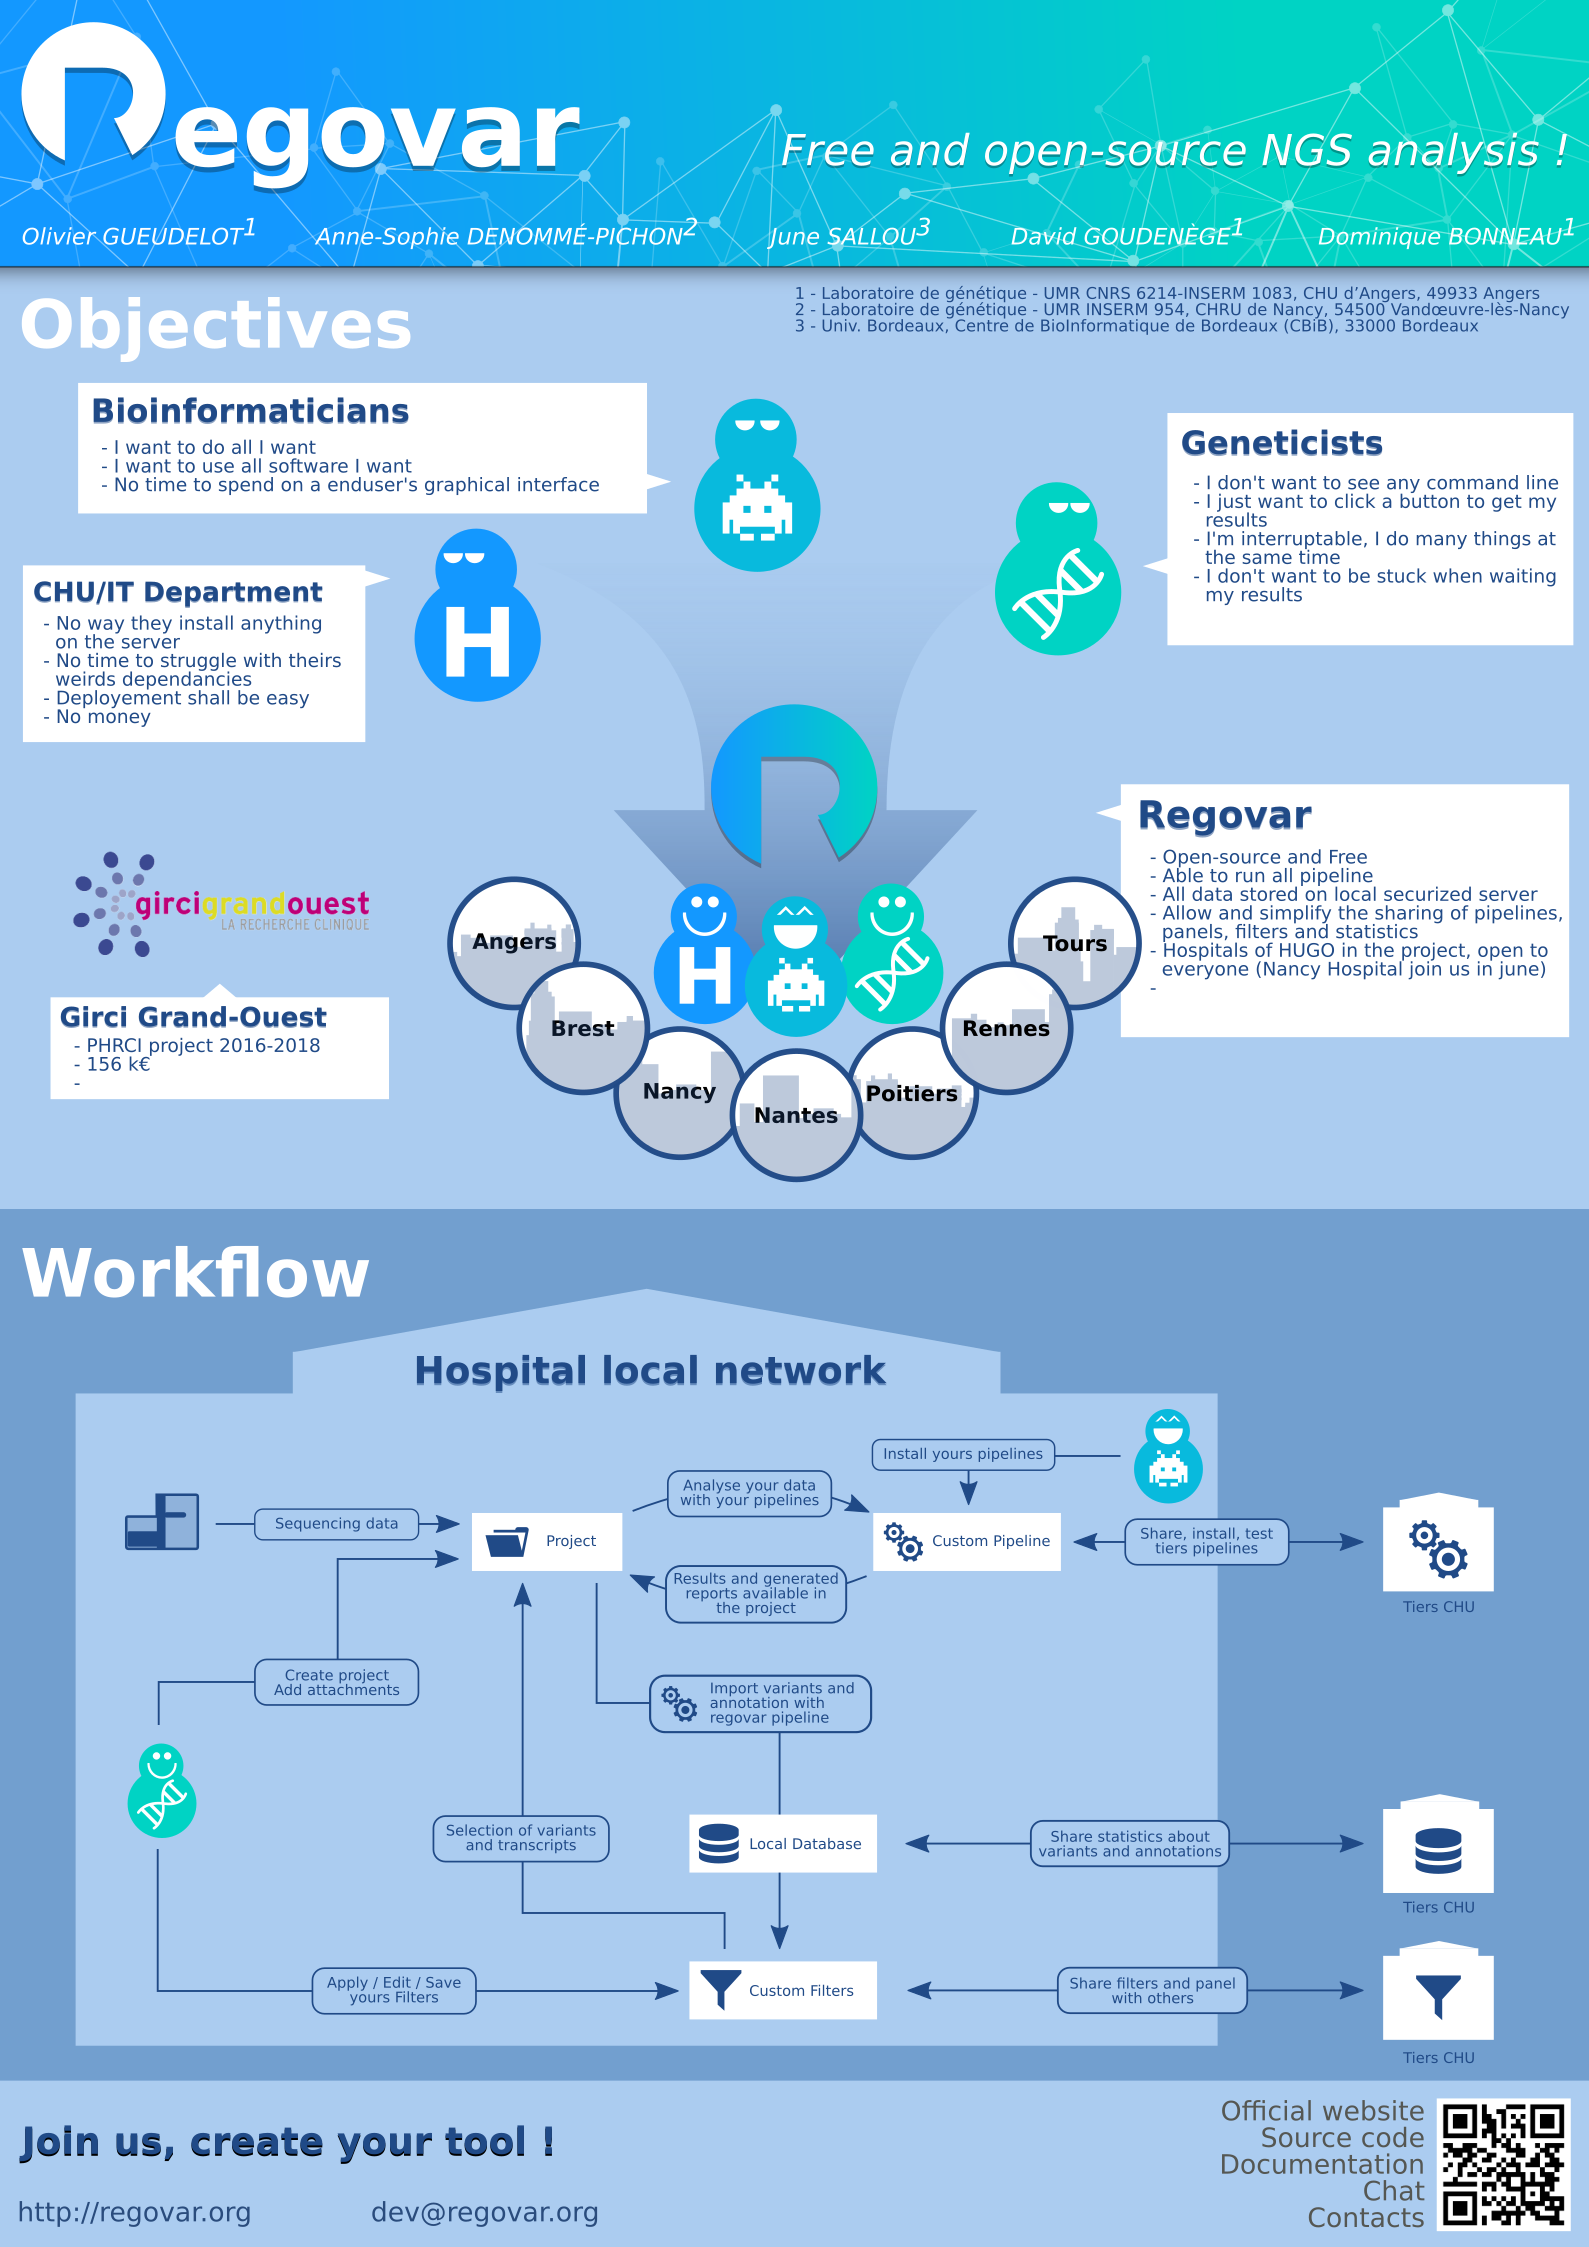 Regovar
Free and open-source NGS analysis !
Olivier GUEUDELOT1
Anne-Sophie DENOMMÉ-PICHON2
June SALLOU3
David GOUDENÈGE1
Dominique BONNEAU1
Objectives
1 - Laboratoire de génétique - UMR CNRS 6214-INSERM 1083, CHU d’Angers, 49933 Angers
2 - Laboratoire de génétique - UMR INSERM 954, CHRU de Nancy, 54500 Vandœuvre-lès-Nancy
3 - Univ. Bordeaux, Centre de BioInformatique de Bordeaux (CBiB), 33000 Bordeaux
Bioinformaticians
- I want to do all I want
- I want to use all software I want
- No time to spend on a enduser's graphical interface
Geneticists
- I don't want to see any command line
- I just want to click a button to get my
results
- I'm interruptable, I do many things at
the same time
- I don't want to be stuck when waiting
my results
CHU/IT Department
- No way they install anything
on the server
- No time to struggle with theirs
weirds dependancies
- Deployement shall be easy
- No money
H
Regovar
- Open-source and Free
- Able to run all pipeline
- All data stored on local securized server
- Allow and simplify the sharing of pipelines,
panels, filters and statistics
- Hospitals of HUGO in the project, open to
everyone (Nancy Hospital join us in june)
-
gircigrandouest
LA RECHERCHE CLINIQUE
Girci Grand-Ouest
- PHRCI project 2016-2018
- 156 k€
-
H
Angers
Brest
Nancy
Nantes
Poitiers
Rennes
Tours
Workflow
Hospital local network
Install yours pipelines
Analyse your data
with your pipelines
Sequencing data
Project
Custom Pipeline
Share, install, test
tiers pipelines
Tiers CHU
Results and generated
reports available in
the project
Create project
Add attachments
Import variants and
annotation with
regovar pipeline
Selection of variants
and transcripts
Local Database
Share statistics about
variants and annotations
Tiers CHU
Apply / Edit / Save
yours Filters
Custom Filters
Share filters and panel
with others
Tiers CHU
Join us, create your tool !
http://regovar.org
dev@regovar.org
Official website
Source code
Documentation
Chat
Contacts